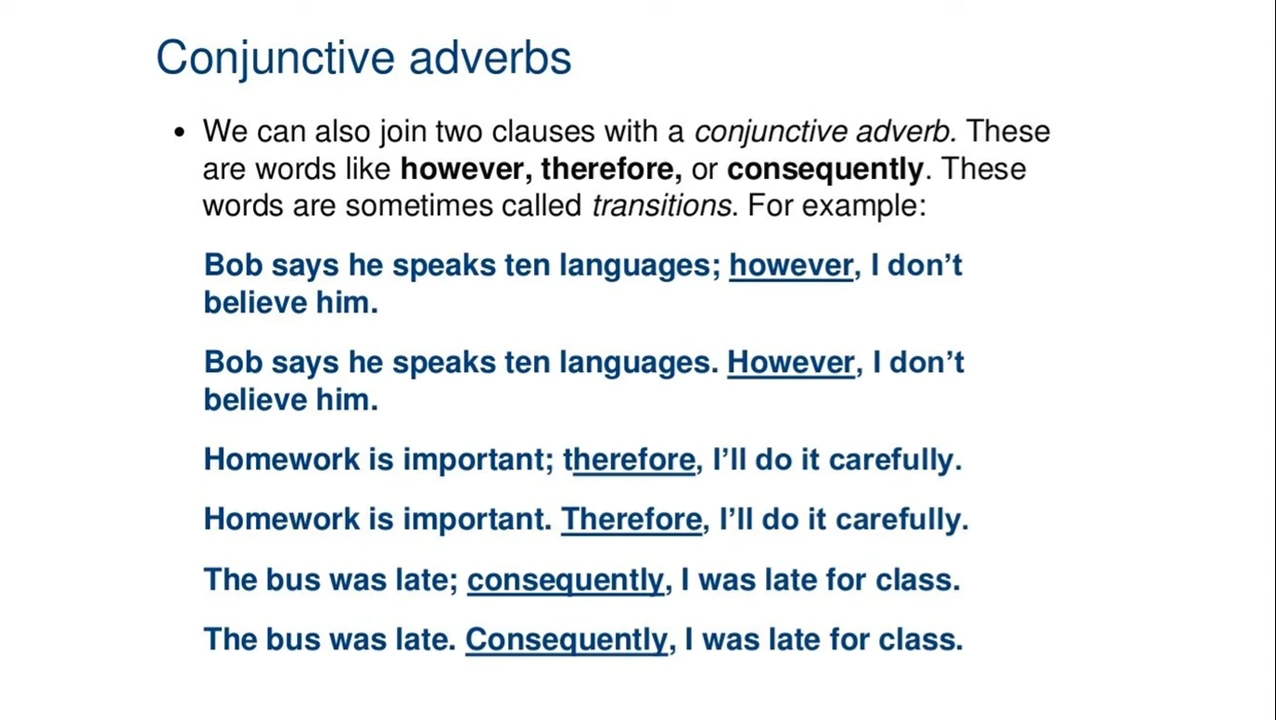 Conjunctive adverbs
• We can also join two clauses with a conjunctive adverb. These
are words like however, therefore, or consequently. These
words are sometimes called transitions. For example:
Bob says he speaks ten languages; however, I don’t
believe him.
Bob says he speaks ten languages. However, I don’t
believe him.
Homework is important; therefore, I’ll do it carefully.
Homework is important. Therefore, I’ll do it carefully.
The bus was late; consequently, I was late for class.
The bus was late. Consequently, I was late for class.